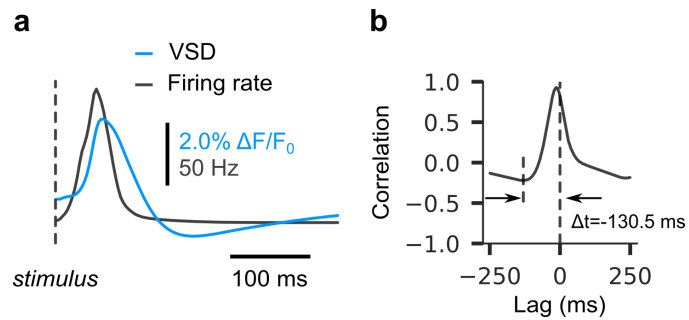 a
VSD
Firing rate
2.0% ΔF/F₀
50 Hz
stimulus
100 ms
b
Correlation
1.0
0.5
0.0
−0.5
−1.0
Δt=-130.5 ms
−250
0
250
Lag (ms)